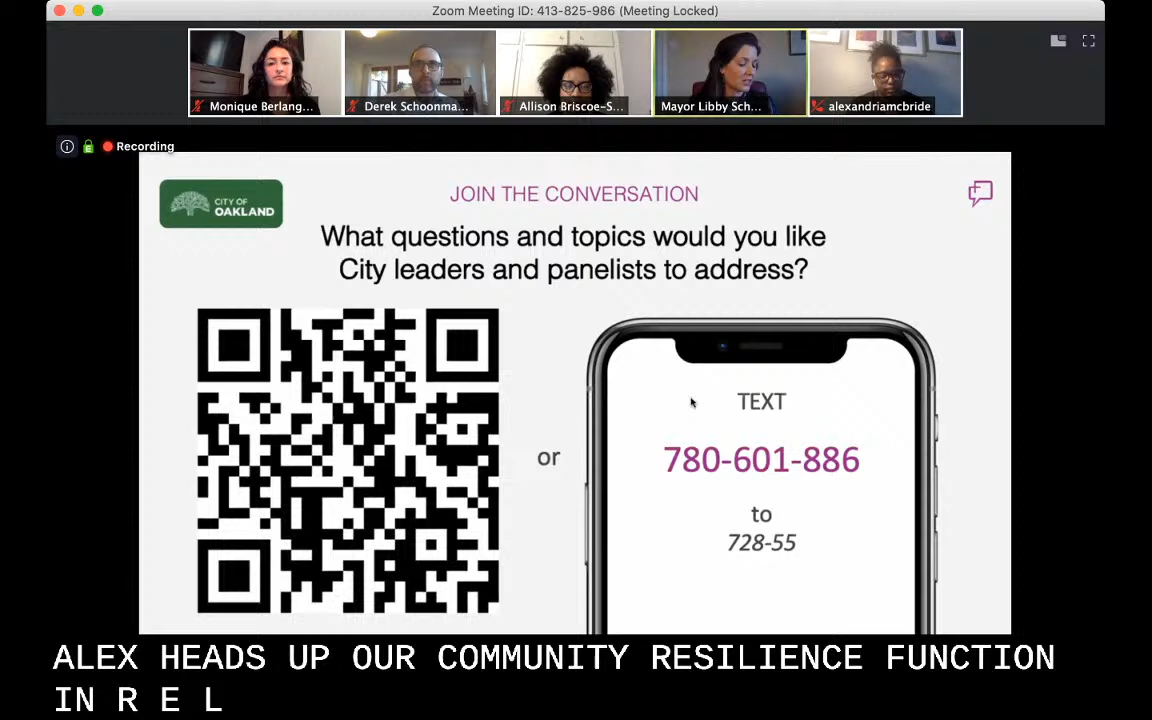 Zoom Meeting ID: 413-825-986 (Meeting Locked)
Monique Berlang...
Derek Schoonma...
Allison Briscoe-S...
Mayor Libby Sch...
alexandriamcbride
Recording
CITY OF
OAKLAND
JOIN THE CONVERSATION
What questions and topics would you like
City leaders and panelists to address?
or
TEXT
780-601-886
to
728-55
ALEX HEADS UP OUR COMMUNITY RESILIENCE FUNCTION
IN R E L